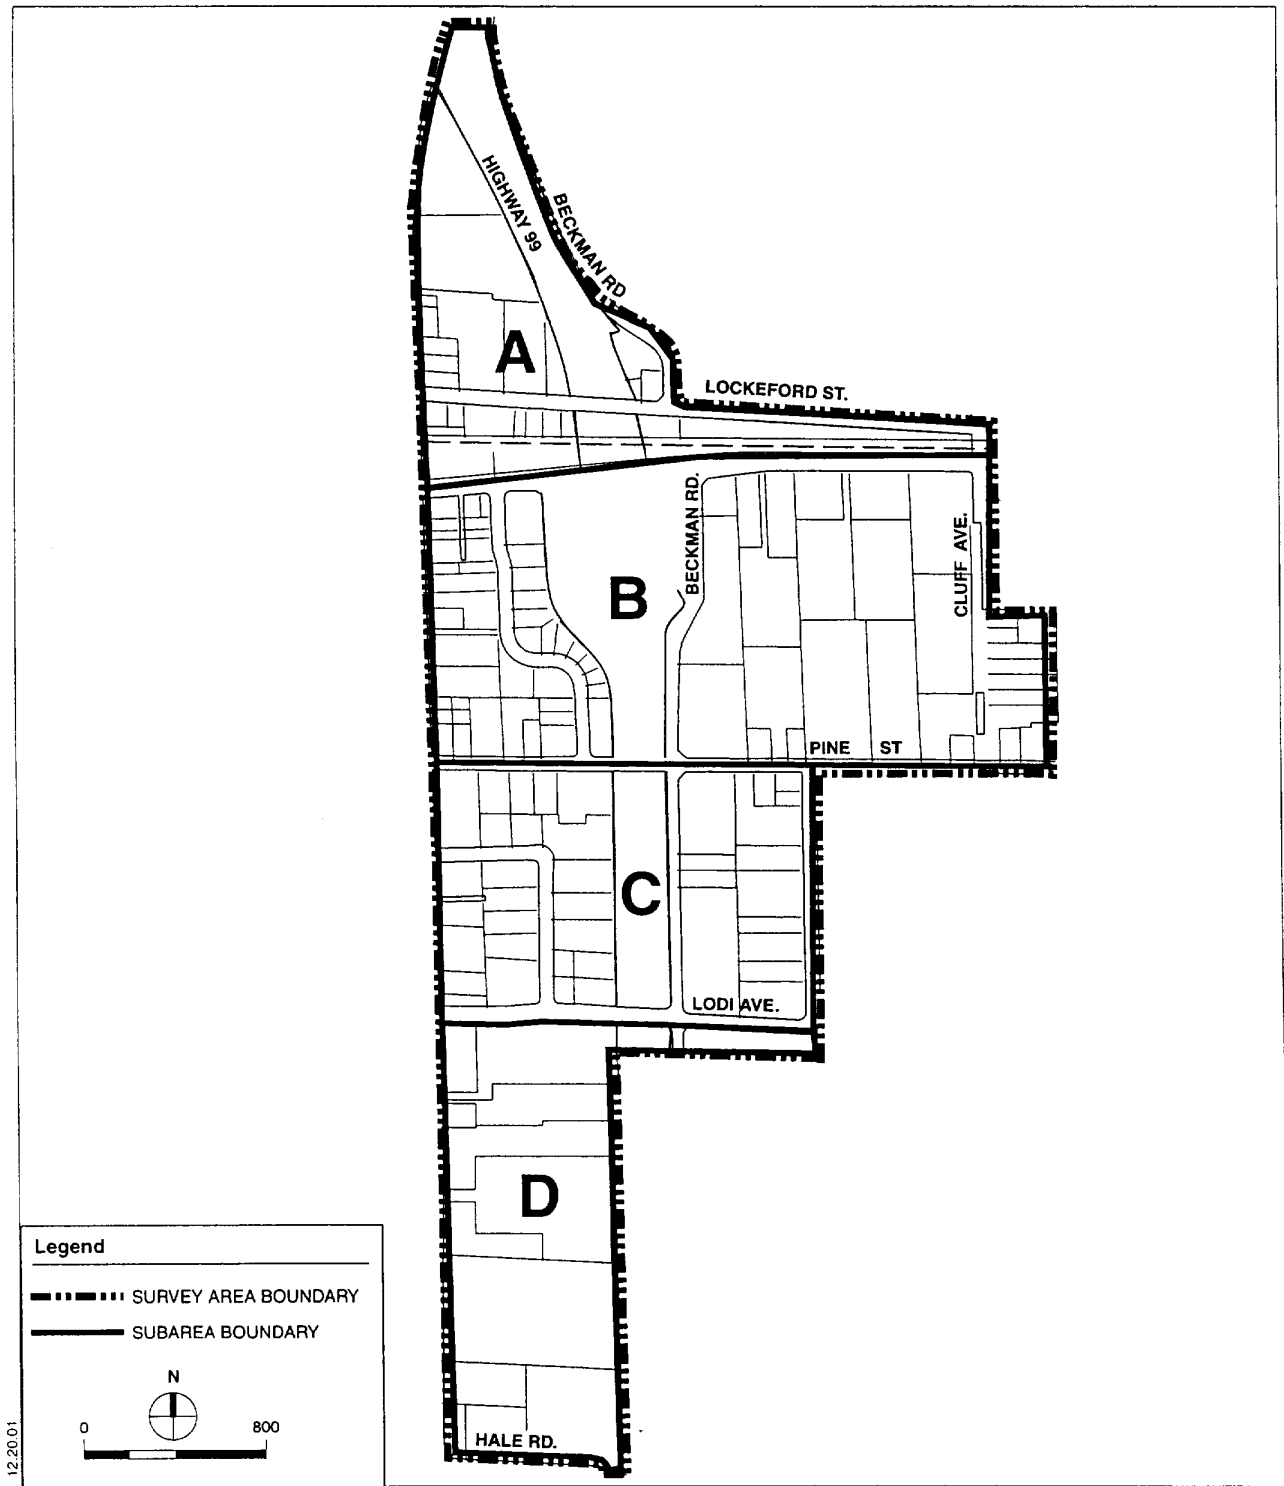 HIGHWAY 99
BECKMAN RD
A
LOCKEFORD ST.
BECKMAN RD.
CLUFF AVE.
B
PINE ST
C
LODI AVE.
D
HALE RD.
Legend
SURVEY AREA BOUNDARY
SUBAREA BOUNDARY
N
0 800
12.20.01